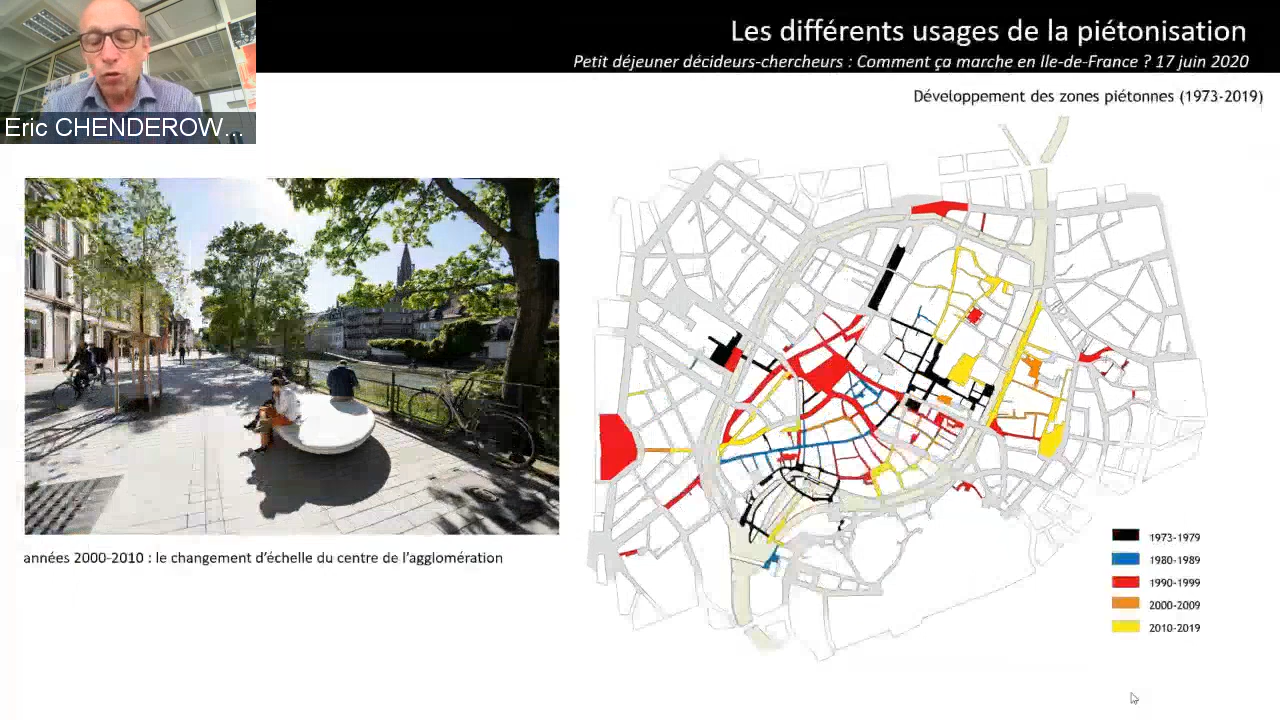 Les différents usages de la piétonisation
Petit déjeuner décideurs-chercheurs : Comment ça marche en Ile-de-France ? 17 juin 2020
Eric CHENDEROW...
Développement des zones piétonnes (1973-2019)
années 2000-2010 : le changement d'échelle du centre de l'agglomération
1973-1979
1980-1989
1990-1999
2000-2009
2010-2019